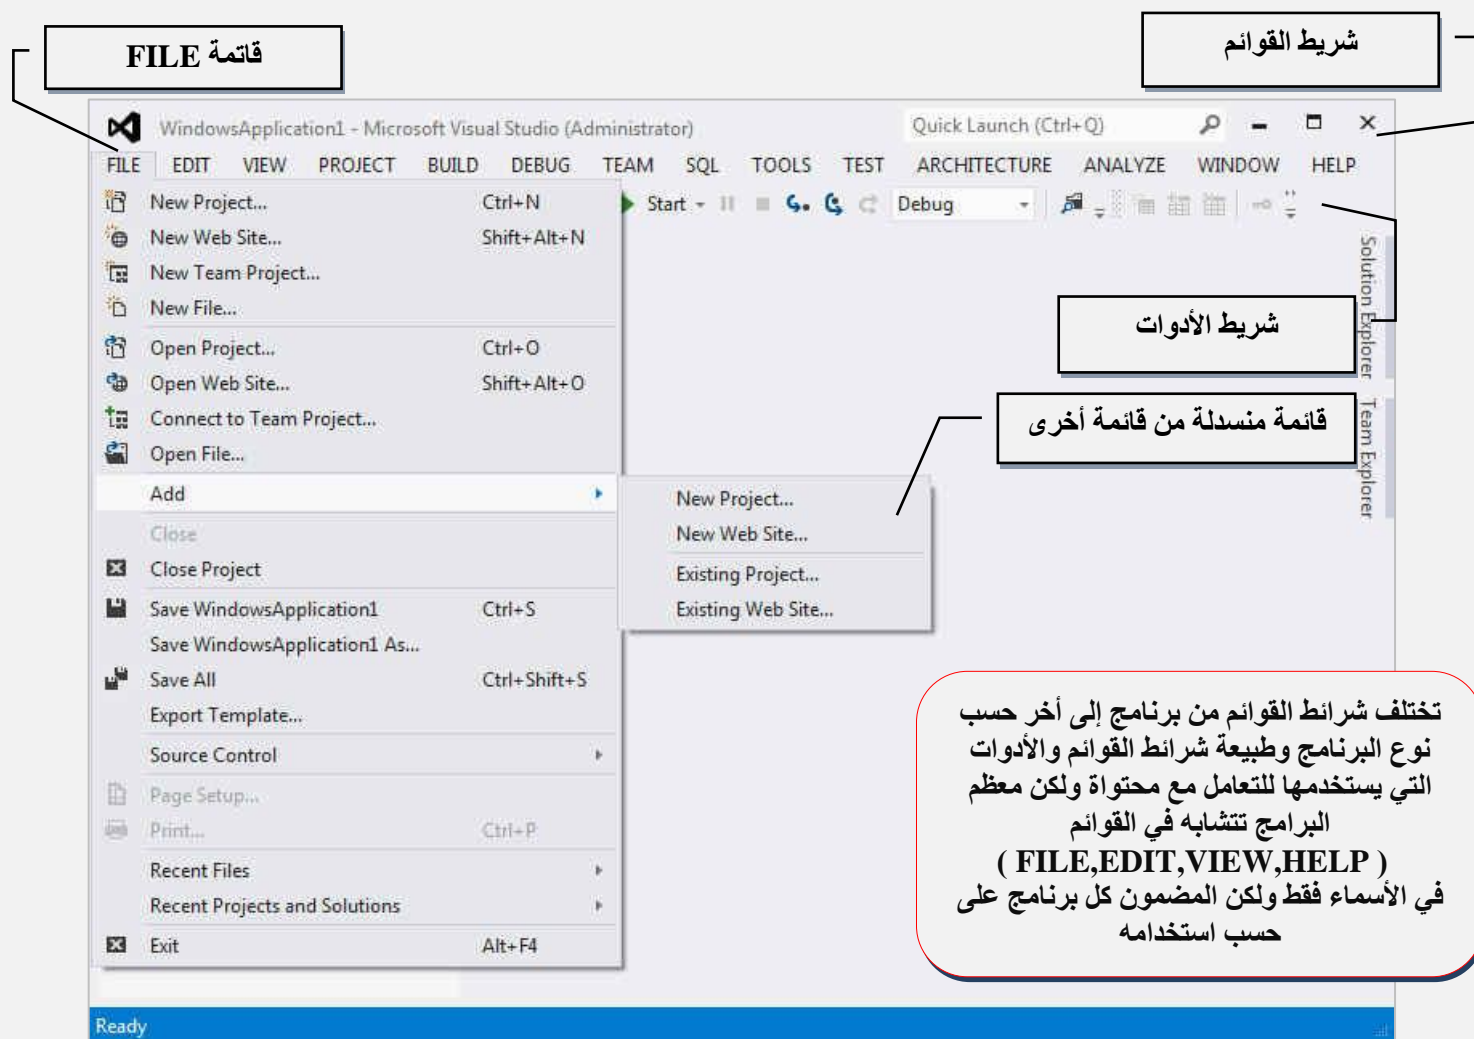 قائمة FILE
شريط القوائم
WindowsApplication1 - Microsoft Visual Studio (Administrator)
Quick Launch (Ctrl+Q)
FILE EDIT VIEW PROJECT BUILD DEBUG TEAM SQL TOOLS TEST ARCHITECTURE ANALYZE WINDOW HELP
Start Debug
New Project... Ctrl+N
New Web Site... Shift+Alt+N
New Team Project...
New File...
Open Project... Ctrl+O
Open Web Site... Shift+Alt+O
Connect to Team Project...
Open File...
Add
Close
Close Project
Save WindowsApplication1 Ctrl+S
Save WindowsApplication1 As...
Save All Ctrl+Shift+S
Export Template...
Source Control
Page Setup...
Print... Ctrl+P
Recent Files
Recent Projects and Solutions
Exit Alt+F4
New Project...
New Web Site...
Existing Project...
Existing Web Site...
شريط الأدوات
قائمة منسدلة من قائمة أخرى
Solution Explorer
Team Explorer
تختلف شرائط القوائم من برنامج إلى أخر حسب
نوع البرنامج وطبيعة شرائط القوائم والأدوات
التي يستخدمها للتعامل مع محتواة ولكن معظم
البرامج تتشابه في القوائم
( FILE,EDIT,VIEW,HELP )
في الأسماء فقط ولكن المضمون كل برنامج على
حسب استخدامه
Ready